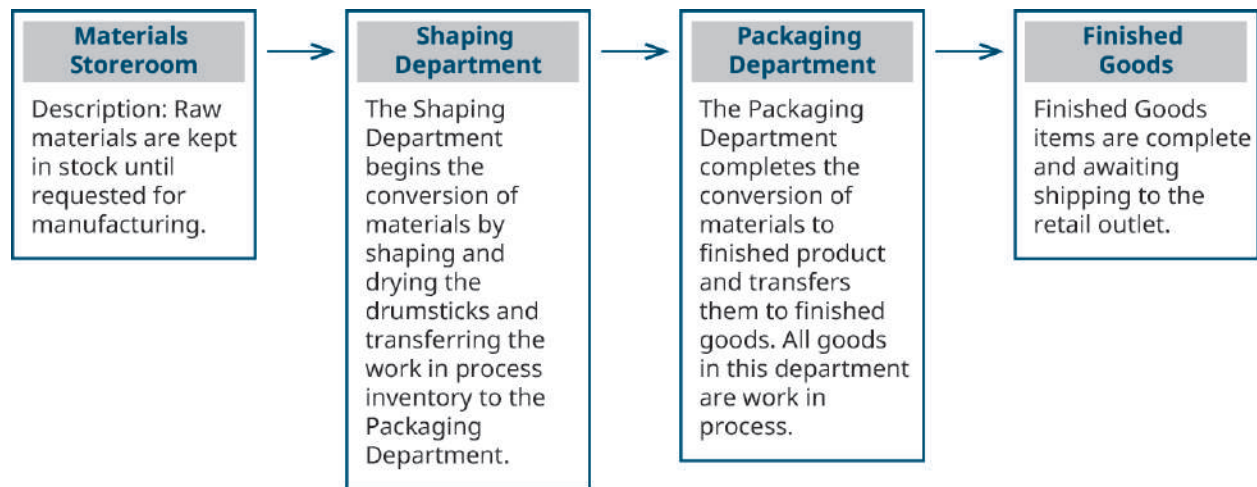 Materials
Storeroom
Description: Raw
materials are kept
in stock until
requested for
manufacturing.
Shaping
Department
The Shaping
Department
begins the
conversion of
materials by
shaping and
drying the
drumsticks and
transferring the
work in process
inventory to the
Packaging
Department.
Packaging
Department
The Packaging
Department
completes the
conversion of
materials to
finished product
and transfers
them to finished
goods. All goods
in this department
are work in
process.
Finished
Goods
Finished Goods
items are complete
and awaiting
shipping to the
retail outlet.